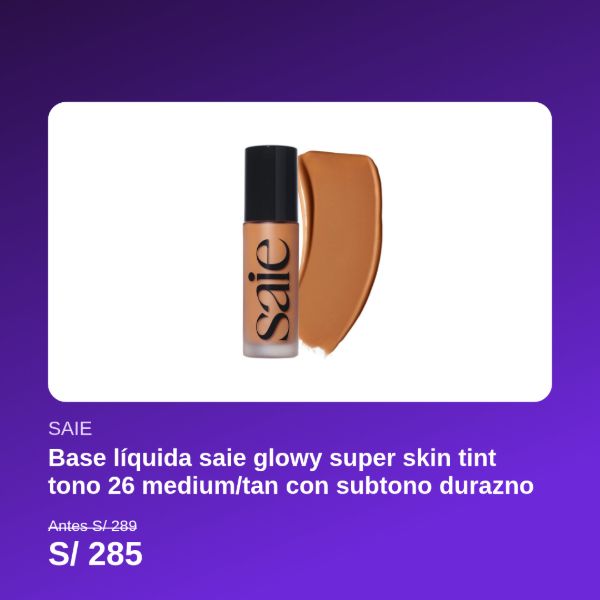 saie
SAIE
Base líquida saie glowy super skin tint
tono 26 medium/tan con subtono durazno
Antes S/ 289
S/ 285